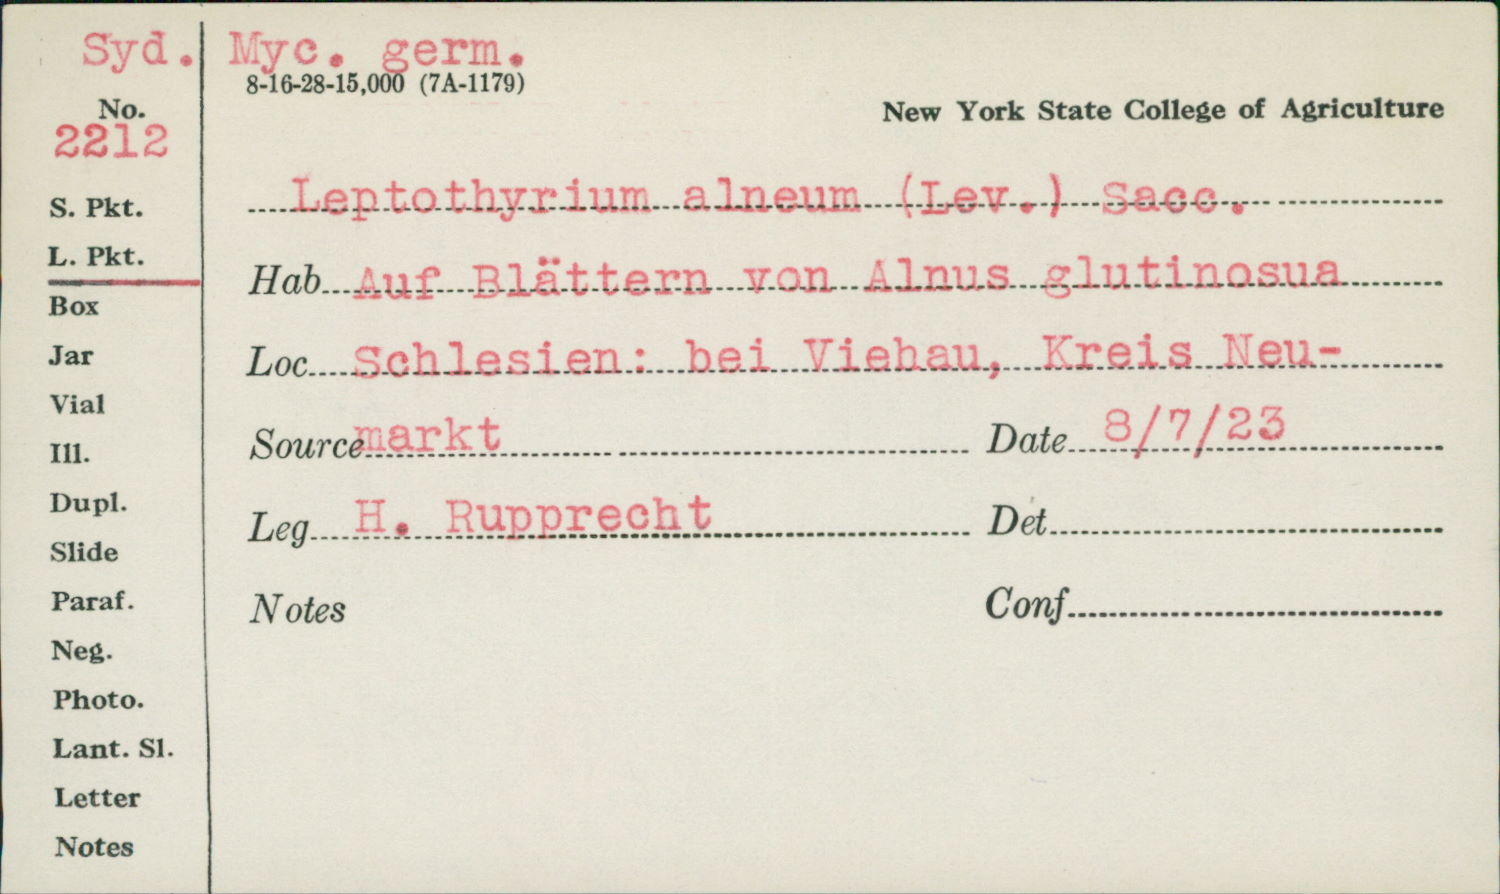 Syd. Myc. germ.
8-16-28-15,000 (7A-1179)
No.
2212
New York State College of Agriculture
S. Pkt.
L. Pkt.
Box
Jar
Vial
Ill.
Dupl.
Slide
Paraf.
Neg.
Photo.
Lant. Sl.
Letter
Notes
Leptothyrium alneum (Lev.) Sacc.
Hab. Auf Blättern von Alnus glutinosua
Loc. Schlesien: bei Viehau, Kreis Neu-
Source markt Date 8/7/23
Leg. H. Rupprecht Det.
Notes Conf.